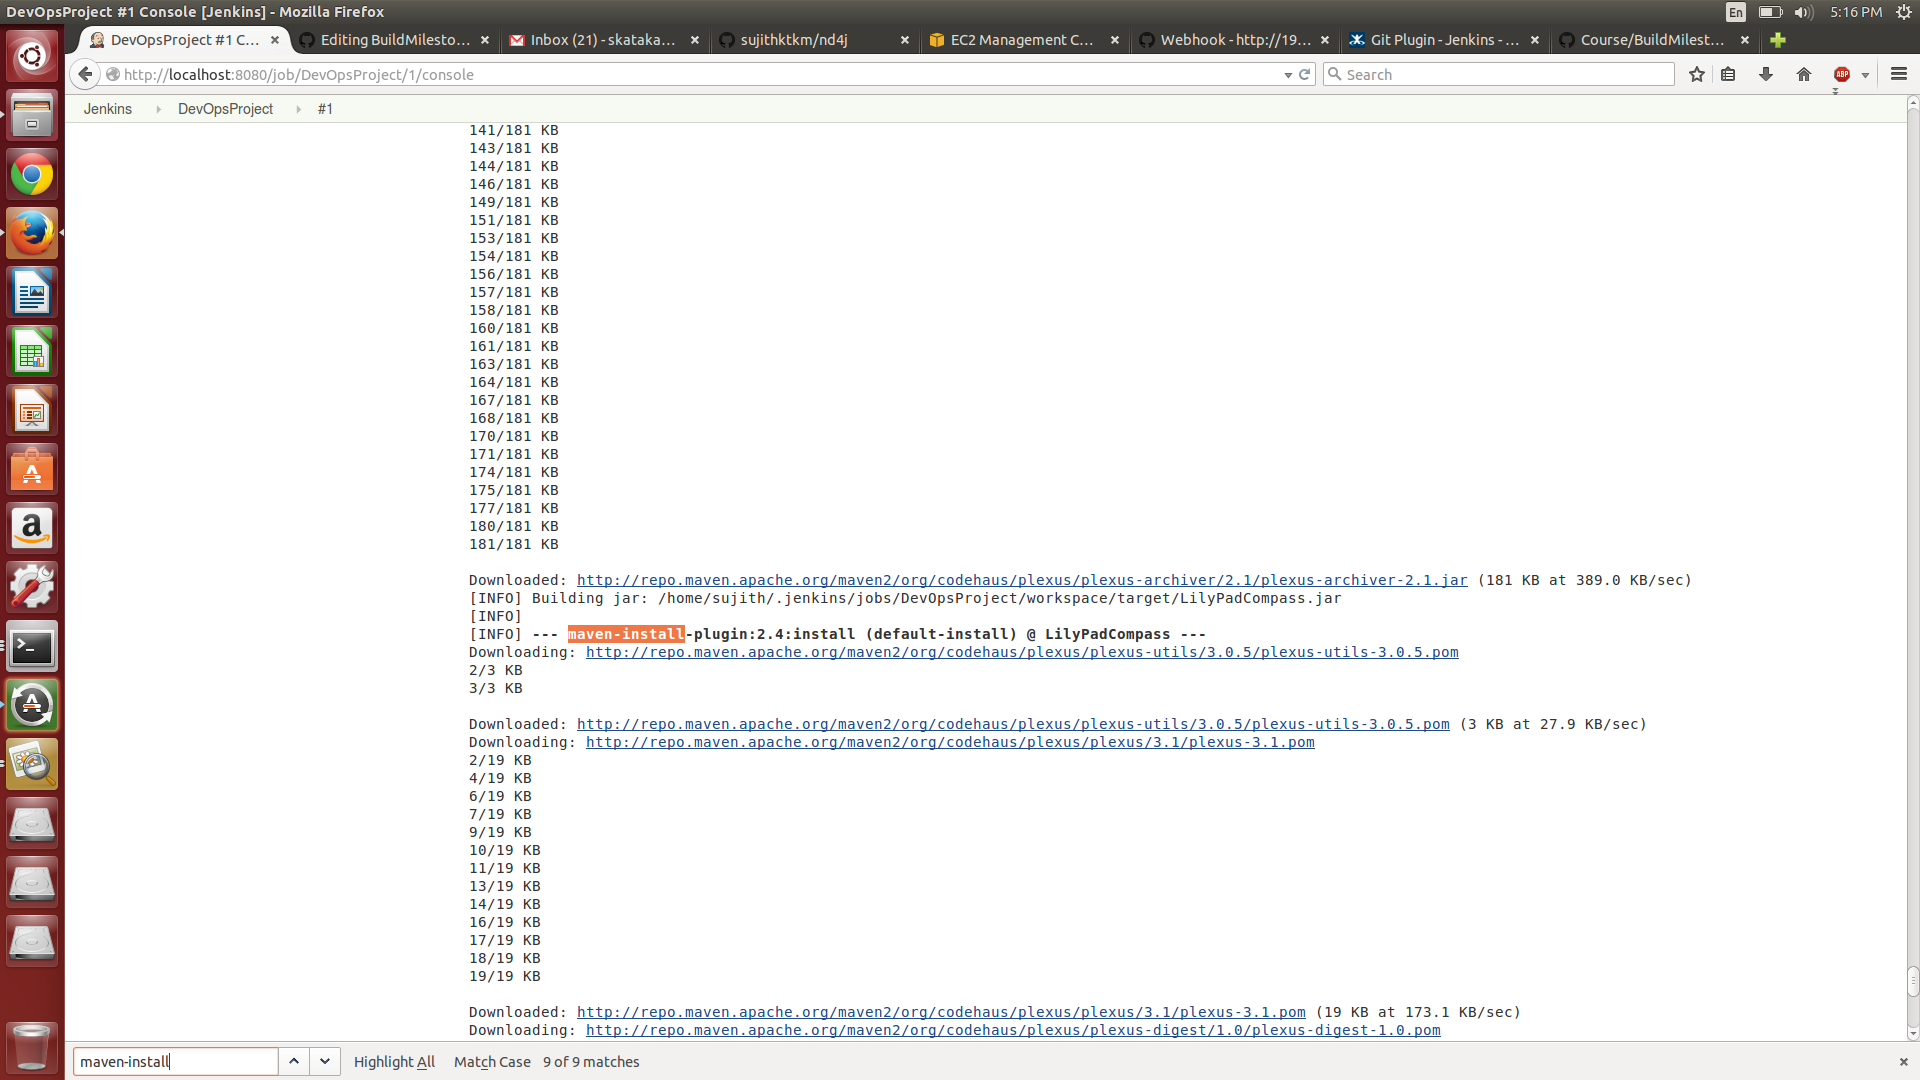 DevOpsProject #1 Console [Jenkins] - Mozilla Firefox
En
5:16 PM
DevOpsProject #1 C...
Editing BuildMilesto...
Inbox (21) - skataka...
sujithktkm/nd4j
EC2 Management C...
Webhook - http://19...
Git Plugin - Jenkins - ...
Course/BuildMilest...
http://localhost:8080/job/DevOpsProject/1/console
Search
ABP
Jenkins
DevOpsProject
#1
141/181 KB
143/181 KB
144/181 KB
146/181 KB
149/181 KB
151/181 KB
153/181 KB
154/181 KB
156/181 KB
157/181 KB
158/181 KB
160/181 KB
161/181 KB
163/181 KB
164/181 KB
167/181 KB
168/181 KB
170/181 KB
171/181 KB
174/181 KB
175/181 KB
177/181 KB
180/181 KB
181/181 KB
Downloaded: http://repo.maven.apache.org/maven2/org/codehaus/plexus/plexus-archiver/2.1/plexus-archiver-2.1.jar (181 KB at 389.0 KB/sec)
[INFO] Building jar: /home/sujith/.jenkins/jobs/DevOpsProject/workspace/target/LilyPadCompass.jar
[INFO]
[INFO] --- maven-install-plugin:2.4:install (default-install) @ LilyPadCompass ---
Downloading: http://repo.maven.apache.org/maven2/org/codehaus/plexus/plexus-utils/3.0.5/plexus-utils-3.0.5.pom
2/3 KB
3/3 KB
Downloaded: http://repo.maven.apache.org/maven2/org/codehaus/plexus/plexus-utils/3.0.5/plexus-utils-3.0.5.pom (3 KB at 27.9 KB/sec)
Downloading: http://repo.maven.apache.org/maven2/org/codehaus/plexus/plexus/3.1/plexus-3.1.pom
2/19 KB
4/19 KB
6/19 KB
7/19 KB
9/19 KB
10/19 KB
11/19 KB
13/19 KB
14/19 KB
16/19 KB
17/19 KB
18/19 KB
19/19 KB
Downloaded: http://repo.maven.apache.org/maven2/org/codehaus/plexus/plexus/3.1/plexus-3.1.pom (19 KB at 173.1 KB/sec)
Downloading: http://repo.maven.apache.org/maven2/org/codehaus/plexus/plexus-digest/1.0/plexus-digest-1.0.pom
maven-install
Highlight All
Match Case
9 of 9 matches